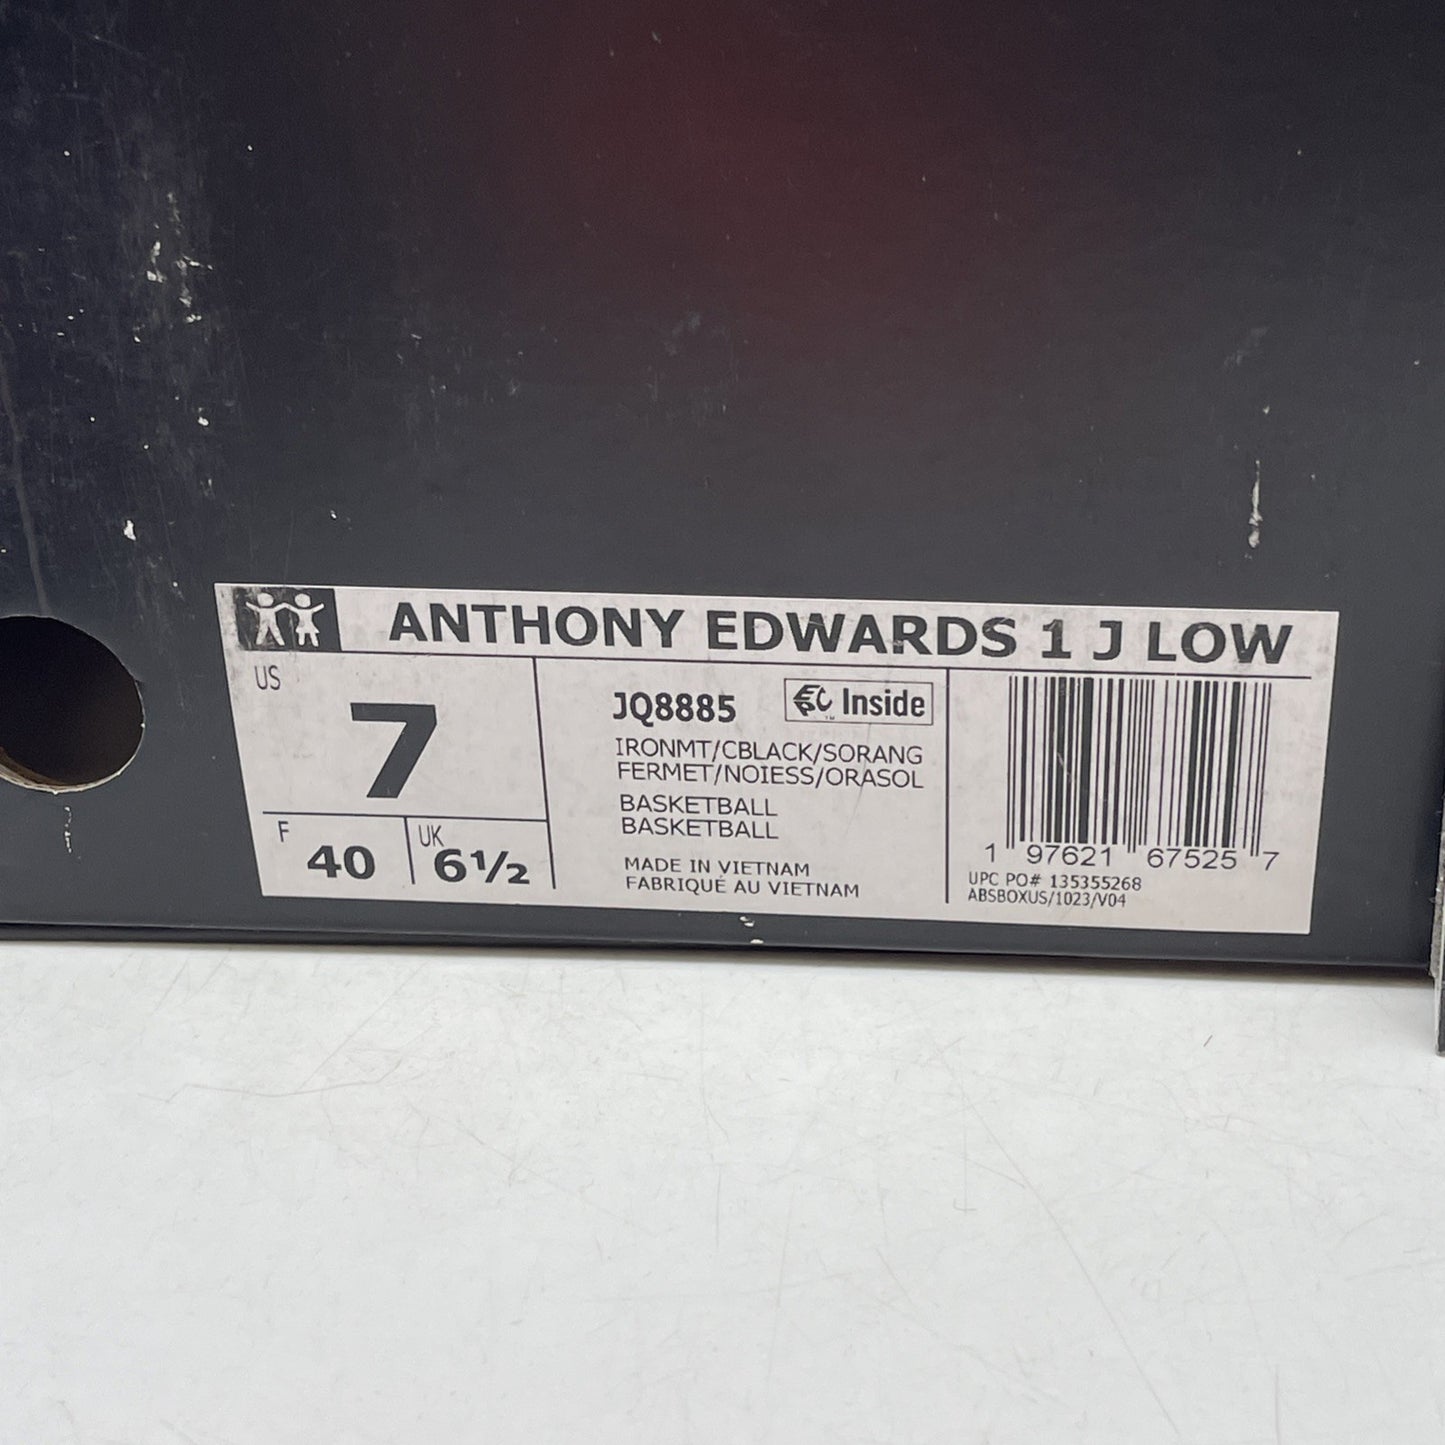 ANTHONY EDWARDS 1 J LOW
US
7
F
40
UK
6½
JQ8885
Inside
IRONMT/CBLACK/SORANG
FERMET/NOIESS/ORASOL
BASKETBALL
BASKETBALL
MADE IN VIETNAM
FABRIQUÉ AU VIETNAM
1 97621 67525 7
UPC PO# 135355268
ABSBOXUS/1023/V04